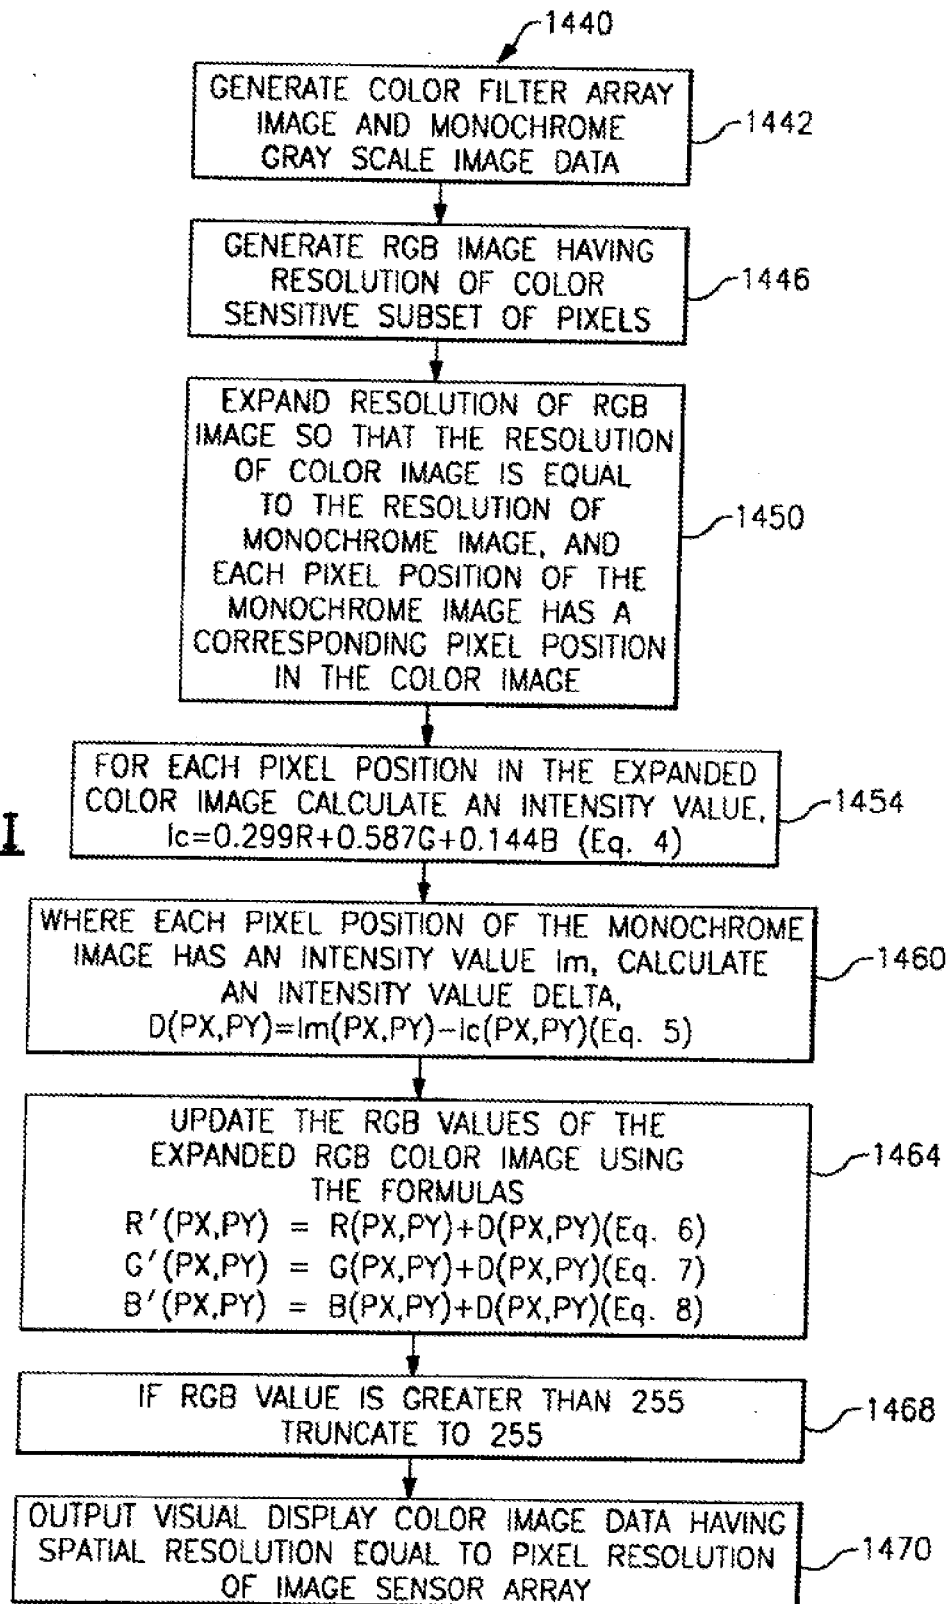 1440
GENERATE COLOR FILTER ARRAY
IMAGE AND MONOCHROME
GRAY SCALE IMAGE DATA
1442
GENERATE RGB IMAGE HAVING
RESOLUTION OF COLOR
SENSITIVE SUBSET OF PIXELS
1446
EXPAND RESOLUTION OF RGB
IMAGE SO THAT THE RESOLUTION
OF COLOR IMAGE IS EQUAL
TO THE RESOLUTION OF
MONOCHROME IMAGE, AND
EACH PIXEL POSITION OF THE
MONOCHROME IMAGE HAS A
CORRESPONDING PIXEL POSITION
IN THE COLOR IMAGE
1450
FOR EACH PIXEL POSITION IN THE EXPANDED
COLOR IMAGE CALCULATE AN INTENSITY VALUE,
Ic=0.299R+0.587G+0.144B (Eq. 4)
1454
I
WHERE EACH PIXEL POSITION OF THE MONOCHROME
IMAGE HAS AN INTENSITY VALUE Im, CALCULATE
AN INTENSITY VALUE DELTA,
D(PX,PY)=Im(PX,PY)-Ic(PX,PY)(Eq. 5)
1460
UPDATE THE RGB VALUES OF THE
EXPANDED RGB COLOR IMAGE USING
THE FORMULAS
R'(PX,PY) = R(PX,PY)+D(PX,PY)(Eq. 6)
G'(PX,PY) = G(PX,PY)+D(PX,PY)(Eq. 7)
B'(PX,PY) = B(PX,PY)+D(PX,PY)(Eq. 8)
1464
IF RGB VALUE IS GREATER THAN 255
TRUNCATE TO 255
1468
OUTPUT VISUAL DISPLAY COLOR IMAGE DATA HAVING
SPATIAL RESOLUTION EQUAL TO PIXEL RESOLUTION
OF IMAGE SENSOR ARRAY
1470